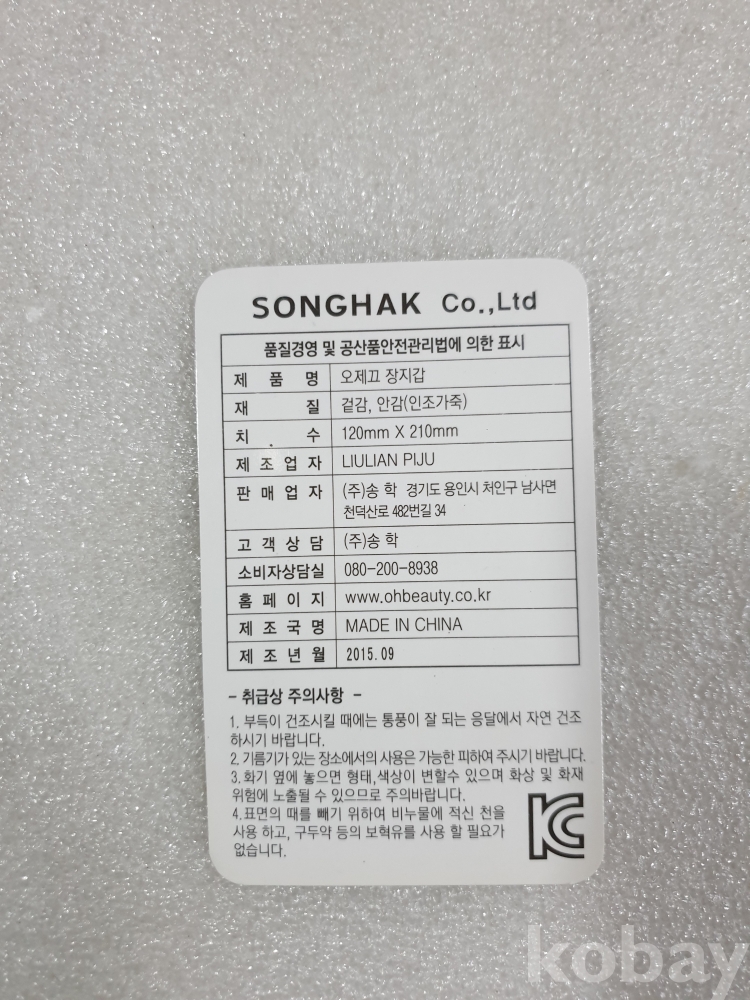 SONGHAK Co.,Ltd
품질경영 및 공산품안전관리법에 의한 표시
제 품 명 오제끄 장지갑
재 질 겉감, 안감(인조가죽)
치 수 120mm X 210mm
제 조 업 자 LIULIAN PIJU
판 매 업 자 (주)송 학 경기도 용인시 처인구 남사면
천덕산로 482번길 34
고 객 상 담 (주)송 학
소비자상담실 080-200-8938
홈 페 이 지 www.ohbeauty.co.kr
제 조 국 명 MADE IN CHINA
제 조 년 월 2015.09
- 취급상 주의사항 -
1. 부득이 건조시킬 때에는 통풍이 잘 되는 응달에서 자연 건조
하시기 바랍니다.
2. 기름기가 있는 장소에서의 사용은 가능한 피하여 주시기 바랍니다.
3. 화기 옆에 놓으면 형태,색상이 변할수 있으며 화상 및 화재
위험에 노출될 수 있으므로 주의바랍니다.
4. 표면의 때를 빼기 위하여 비눗물에 적신 천을
사용 하고, 구두약 등의 보혁유를 사용 할 필요가
없습니다.
KC
kobay